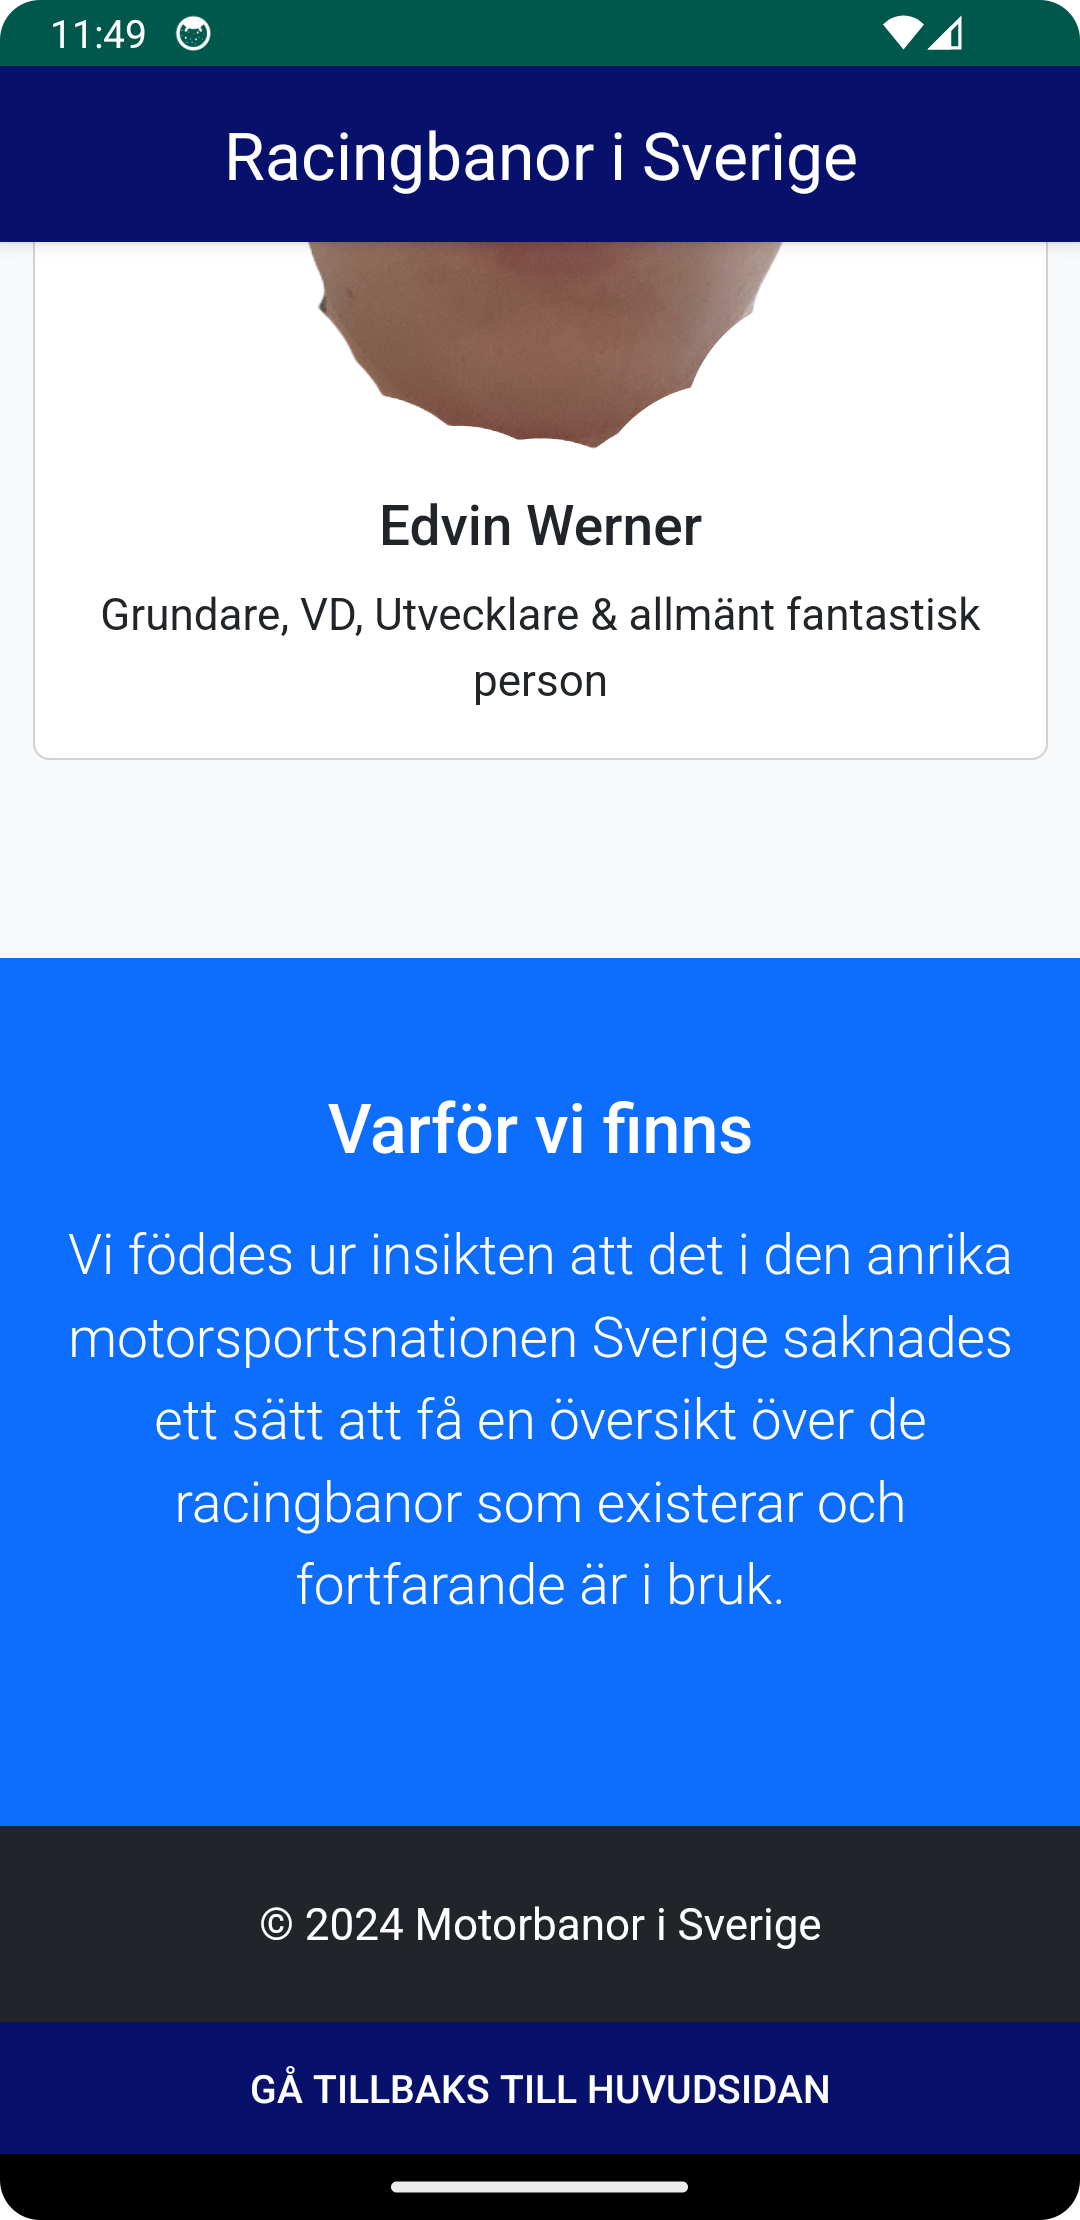 11:49
Racingbanor i Sverige
Edvin Werner
Grundare, VD, Utvecklare & allmänt fantastisk
person
Varför vi finns
Vi föddes ur insikten att det i den anrika
motorsportsnationen Sverige saknades
ett sätt att få en översikt över de
racingbanor som existerar och
fortfarande är i bruk.
© 2024 Motorbanor i Sverige
GÅ TILLBAKS TILL HUVUDSIDAN